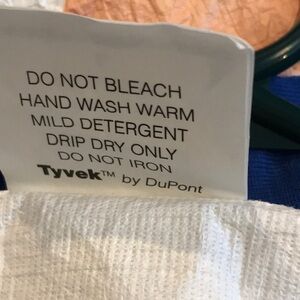 DO NOT BLEACH
HAND WASH WARM
MILD DETERGENT
DRIP DRY ONLY
DO NOT IRON
Tyvek™ by DuPont